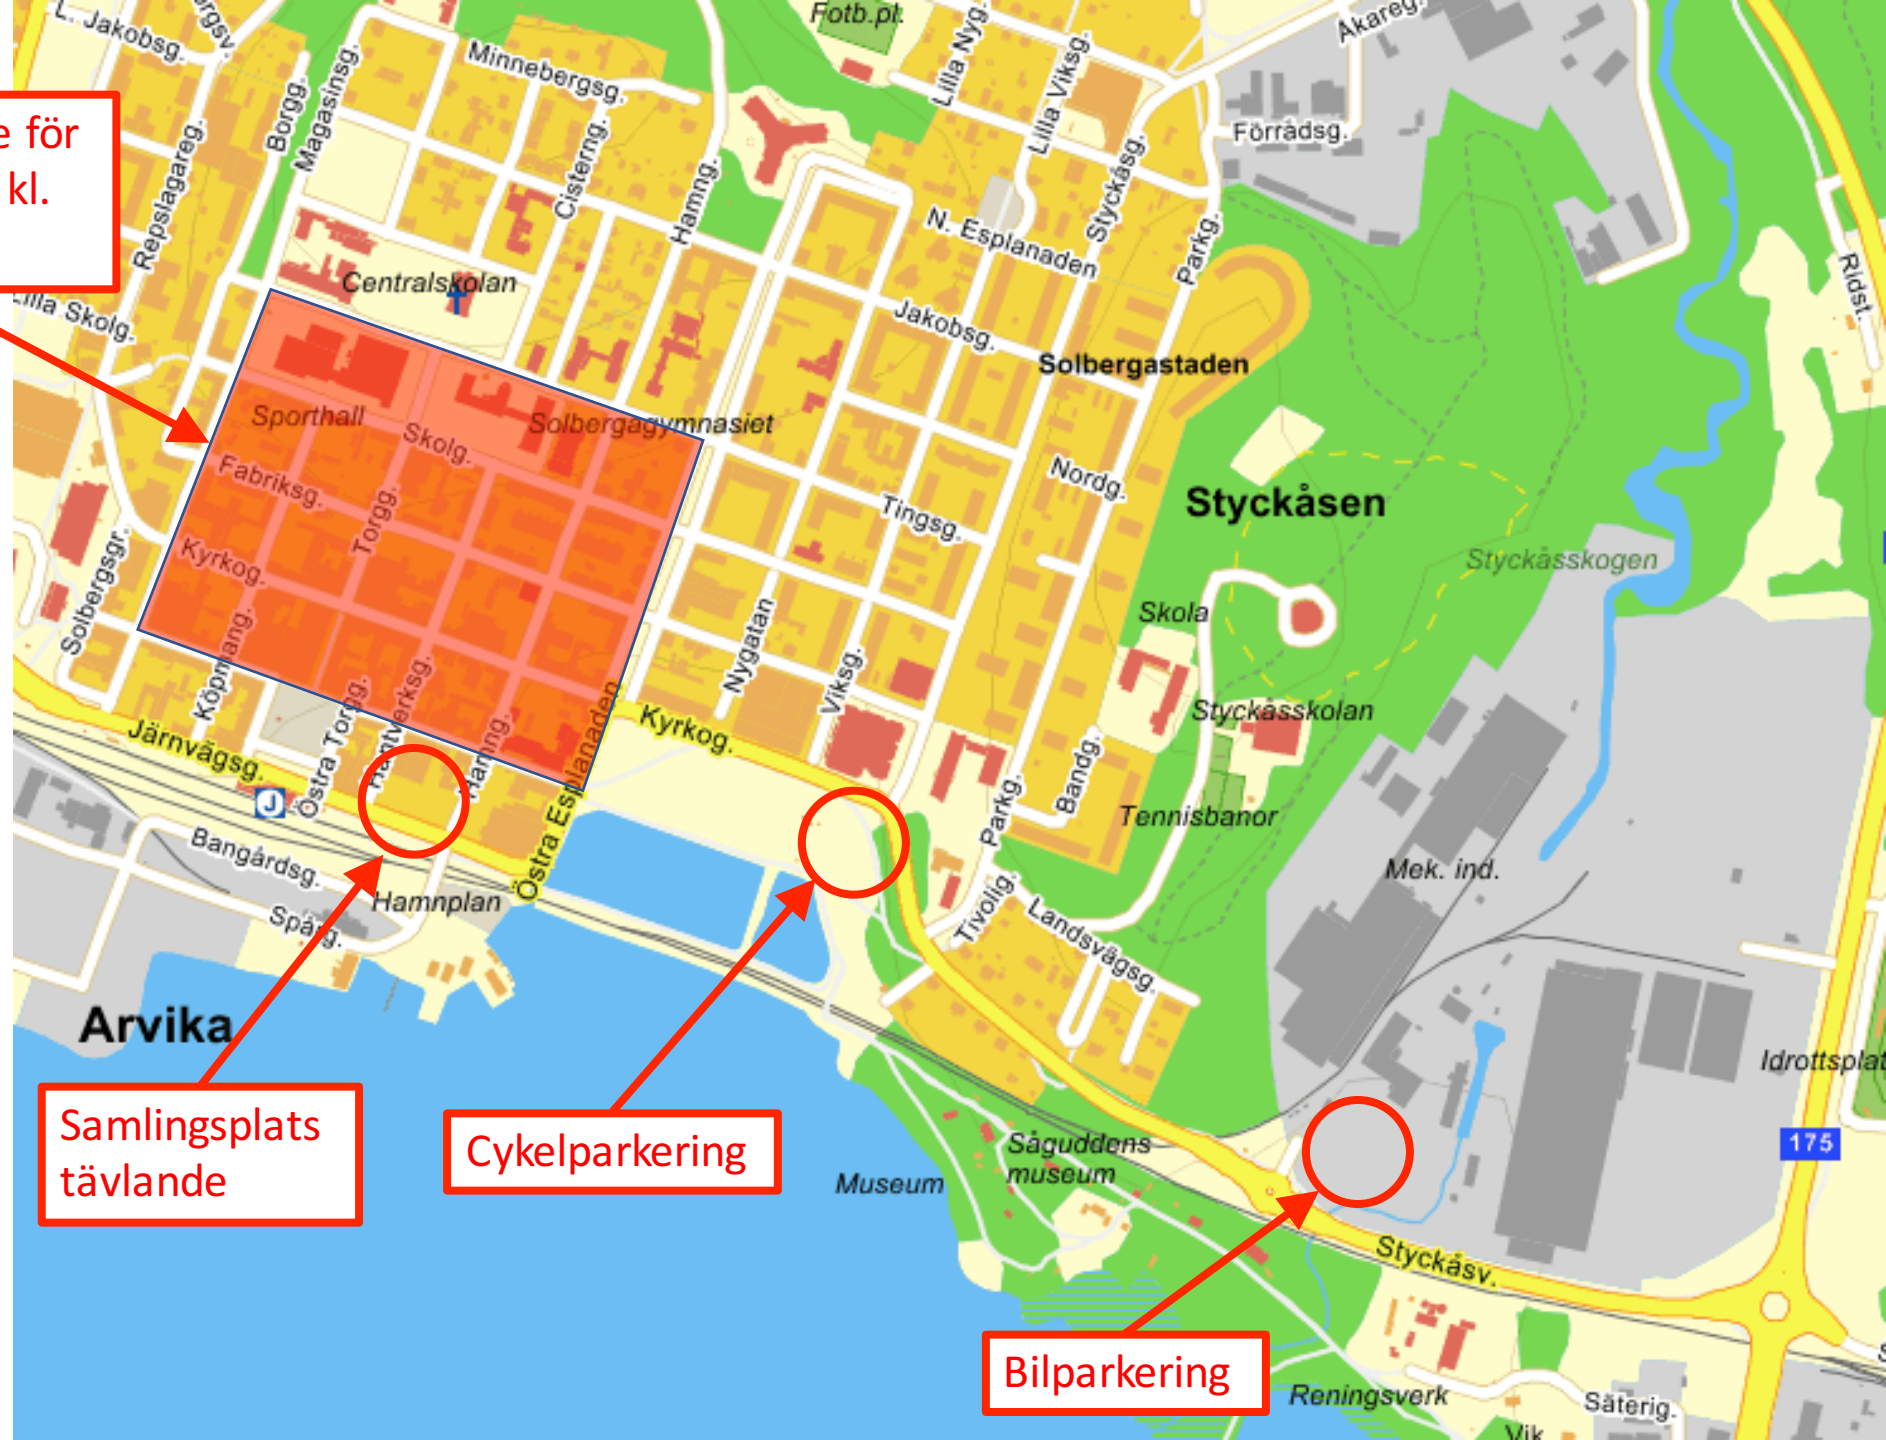 L. Jakobsg.
Fotb.pl.
Lilla Nyg.
Lilla Viksg.
Akareg.
Minnebergsg.
Borgg.
Magasinsg.
Cisterng.
Hamng.
Repslagareg.
e för
kl.
Förrådsg.
Styckåsg.
Parkg.
N. Esplanaden
Ridst.
Centralskolan
Lilla Skolg.
Jakobsg.
Solbergastaden
Sporthall
Skolg.
Solbergagymnasiet
Fabriksg.
Torgg.
Nordg.
Tingsg.
Styckåsen
Styckåsskogen
Kyrkog.
Solbergsgr.
Skola
Köpmang.
Hantverksg.
Nygatan
Viksg.
Styckåsskolan
Järnvägsg.
Östra Torgg.
Hamng.
Östra Esplanaden
Kyrkog.
Bandg.
Parkg.
Tennisbanor
J
Bangårdsg.
Hamnplan
Spårg.
Tivolig.
Landsvägsg.
Mek. ind.
Arvika
Idrottsplat
Samlingsplats
tävlande
Cykelparkering
Såguddens
museum
Museum
175
Styckåsv.
Bilparkering
Reningsverk
Säterig.
Vik